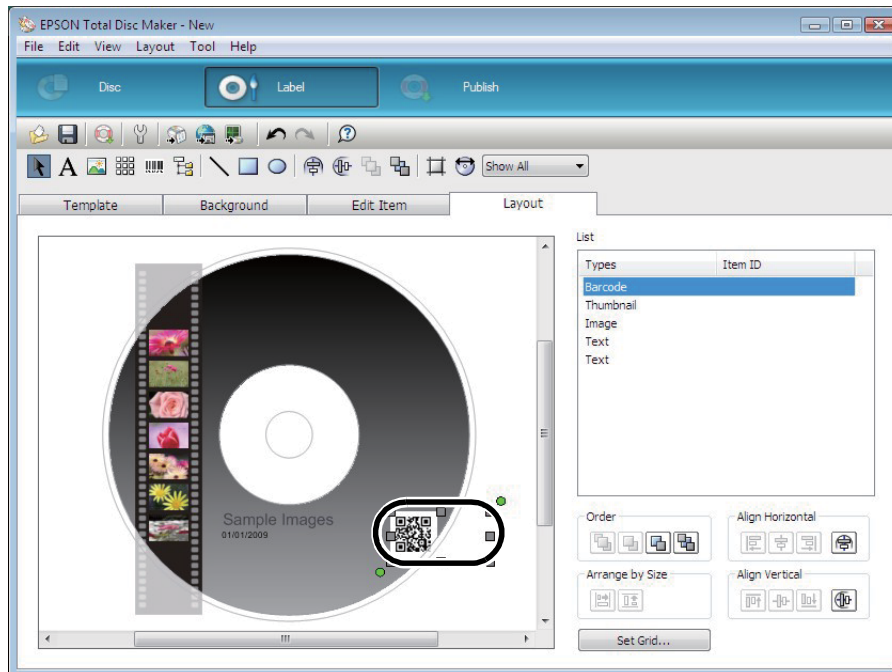 EPSON Total Disc Maker - New
File Edit View Layout Tool Help
Disc Label Publish
A Show All
Template Background Edit Item Layout
List
Types Item ID
Barcode
Thumbnail
Image
Text
Text
Sample Images
01/01/2009
Order Align Horizontal
Arrange by Size Align Vertical
Set Grid...